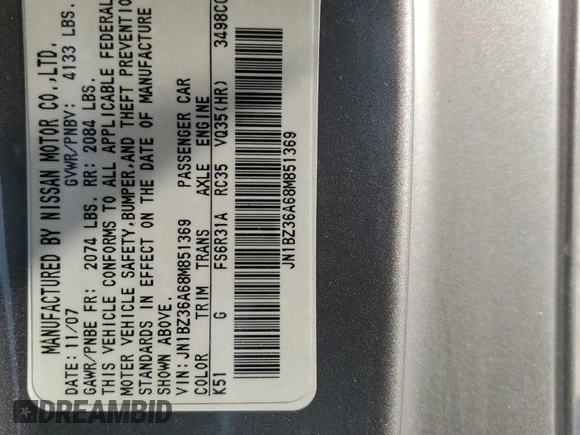 MANUFACTURED BY NISSAN MOTOR CO.,LTD.
DATE: 11/07 GVWR/PNBV: 4133 LBS.
GAWR/PNBE FR: 2074 LBS. RR: 2084 LBS.
THIS VEHICLE CONFORMS TO ALL APPLICABLE FEDERAL
MOTOR VEHICLE SAFETY,BUMPER,AND THEFT PREVENTION
STANDARDS IN EFFECT ON THE DATE OF MANUFACTURE
SHOWN ABOVE.
VIN: JN1BZ36A68M851369 PASSENGER CAR
COLOR TRIM TRANS AXLE ENGINE
K51 G FS6R31A RC35 VQ35(HR) 3498CC
JN1BZ36A68M851369
DREAMBID